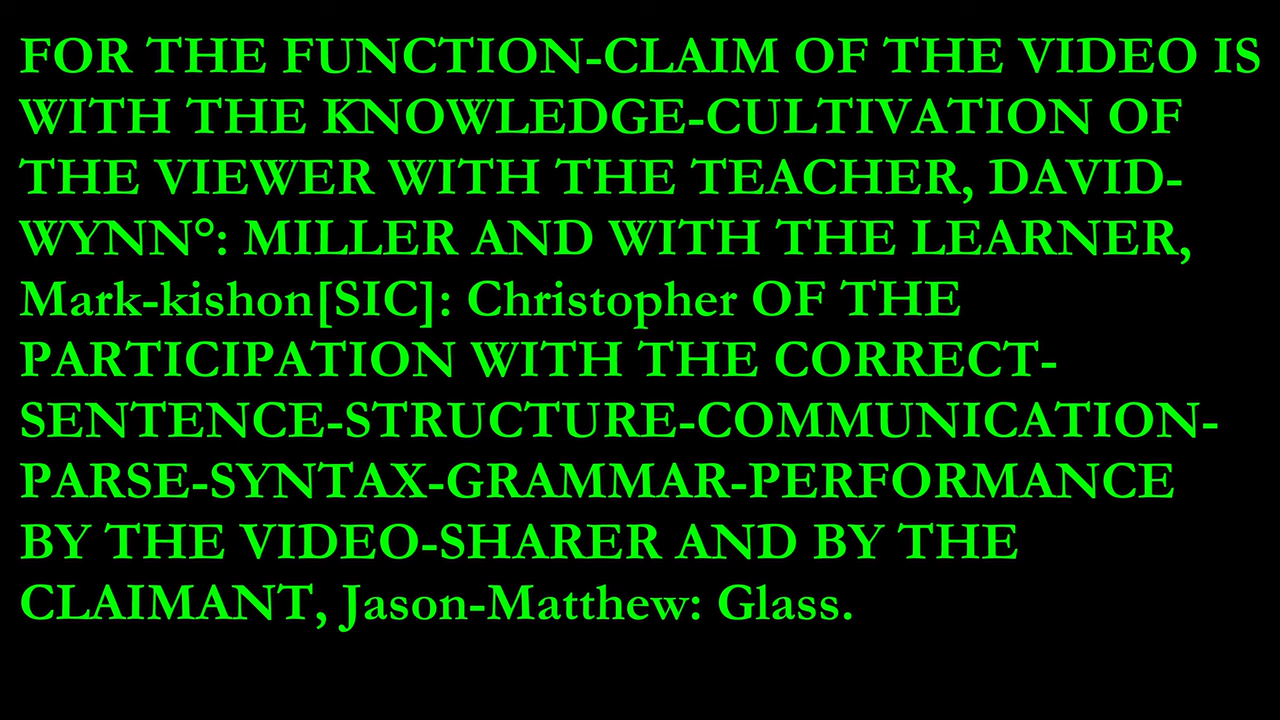 FOR THE FUNCTION-CLAIM OF THE VIDEO IS
WITH THE KNOWLEDGE-CULTIVATION OF
THE VIEWER WITH THE TEACHER, DAVID-
WYNN°: MILLER AND WITH THE LEARNER,
Mark-kishon[SIC]: Christopher OF THE
PARTICIPATION WITH THE CORRECT-
SENTENCE-STRUCTURE-COMMUNICATION-
PARSE-SYNTAX-GRAMMAR-PERFORMANCE
BY THE VIDEO-SHARER AND BY THE
CLAIMANT, Jason-Matthew: Glass.